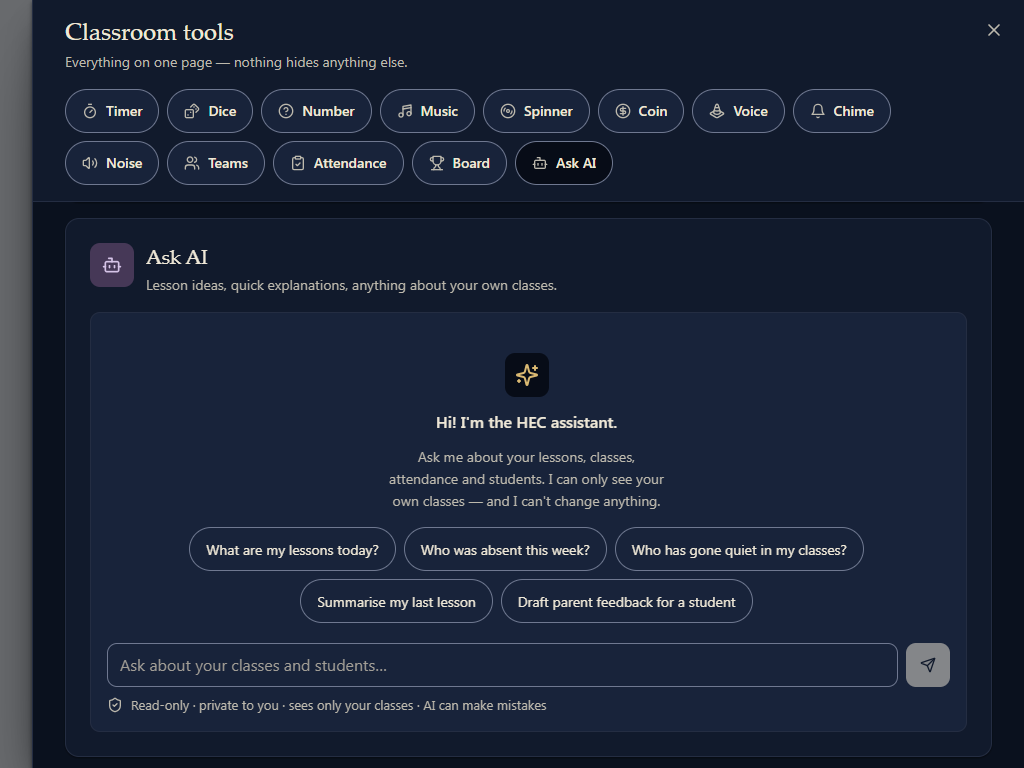 Classroom tools
Everything on one page — nothing hides anything else.
Timer Dice Number Music Spinner Coin Voice Chime
Noise Teams Attendance Board Ask AI
Ask AI
Lesson ideas, quick explanations, anything about your own classes.
Hi! I'm the HEC assistant.
Ask me about your lessons, classes,
attendance and students. I can only see your
own classes — and I can't change anything.
What are my lessons today? Who was absent this week? Who has gone quiet in my classes?
Summarise my last lesson Draft parent feedback for a student
Ask about your classes and students...
Read-only · private to you · sees only your classes · AI can make mistakes